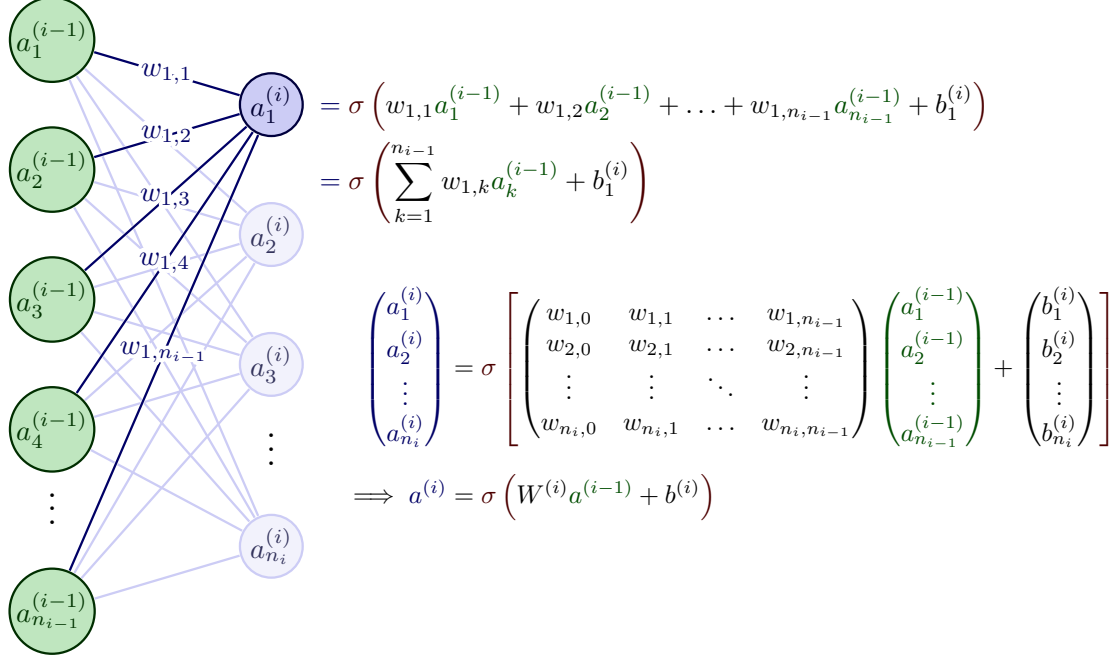 a_1^{(i-1)}
a_2^{(i-1)}
a_3^{(i-1)}
a_4^{(i-1)}
⋮
a_{n_{i-1}}^{(i-1)}
w_{1,1}
w_{1,2}
w_{1,3}
w_{1,4}
w_{1,n_{i-1}}
a_1^{(i)}
a_2^{(i)}
a_3^{(i)}
⋮
a_{n_i}^{(i)}
= σ ( w_{1,1} a_1^{(i-1)} + w_{1,2} a_2^{(i-1)} + … + w_{1,n_{i-1}} a_{n_{i-1}}^{(i-1)} + b_1^{(i)} )
= σ ( ∑_{k=1}^{n_{i-1}} w_{1,k} a_k^{(i-1)} + b_1^{(i)} )
( a_1^{(i)} ; a_2^{(i)} ; ⋮ ; a_{n_i}^{(i)} ) = σ [ ( w_{1,0} w_{1,1} … w_{1,n_{i-1}} ; w_{2,0} w_{2,1} … w_{2,n_{i-1}} ; ⋮ ⋮ ⋱ ⋮ ; w_{n_i,0} w_{n_i,1} … w_{n_i,n_{i-1}} ) ( a_1^{(i-1)} ; a_2^{(i-1)} ; ⋮ ; a_{n_{i-1}}^{(i-1)} ) + ( b_1^{(i)} ; b_2^{(i)} ; ⋮ ; b_{n_i}^{(i)} ) ]
⟹ a^{(i)} = σ ( W^{(i)} a^{(i-1)} + b^{(i)} )